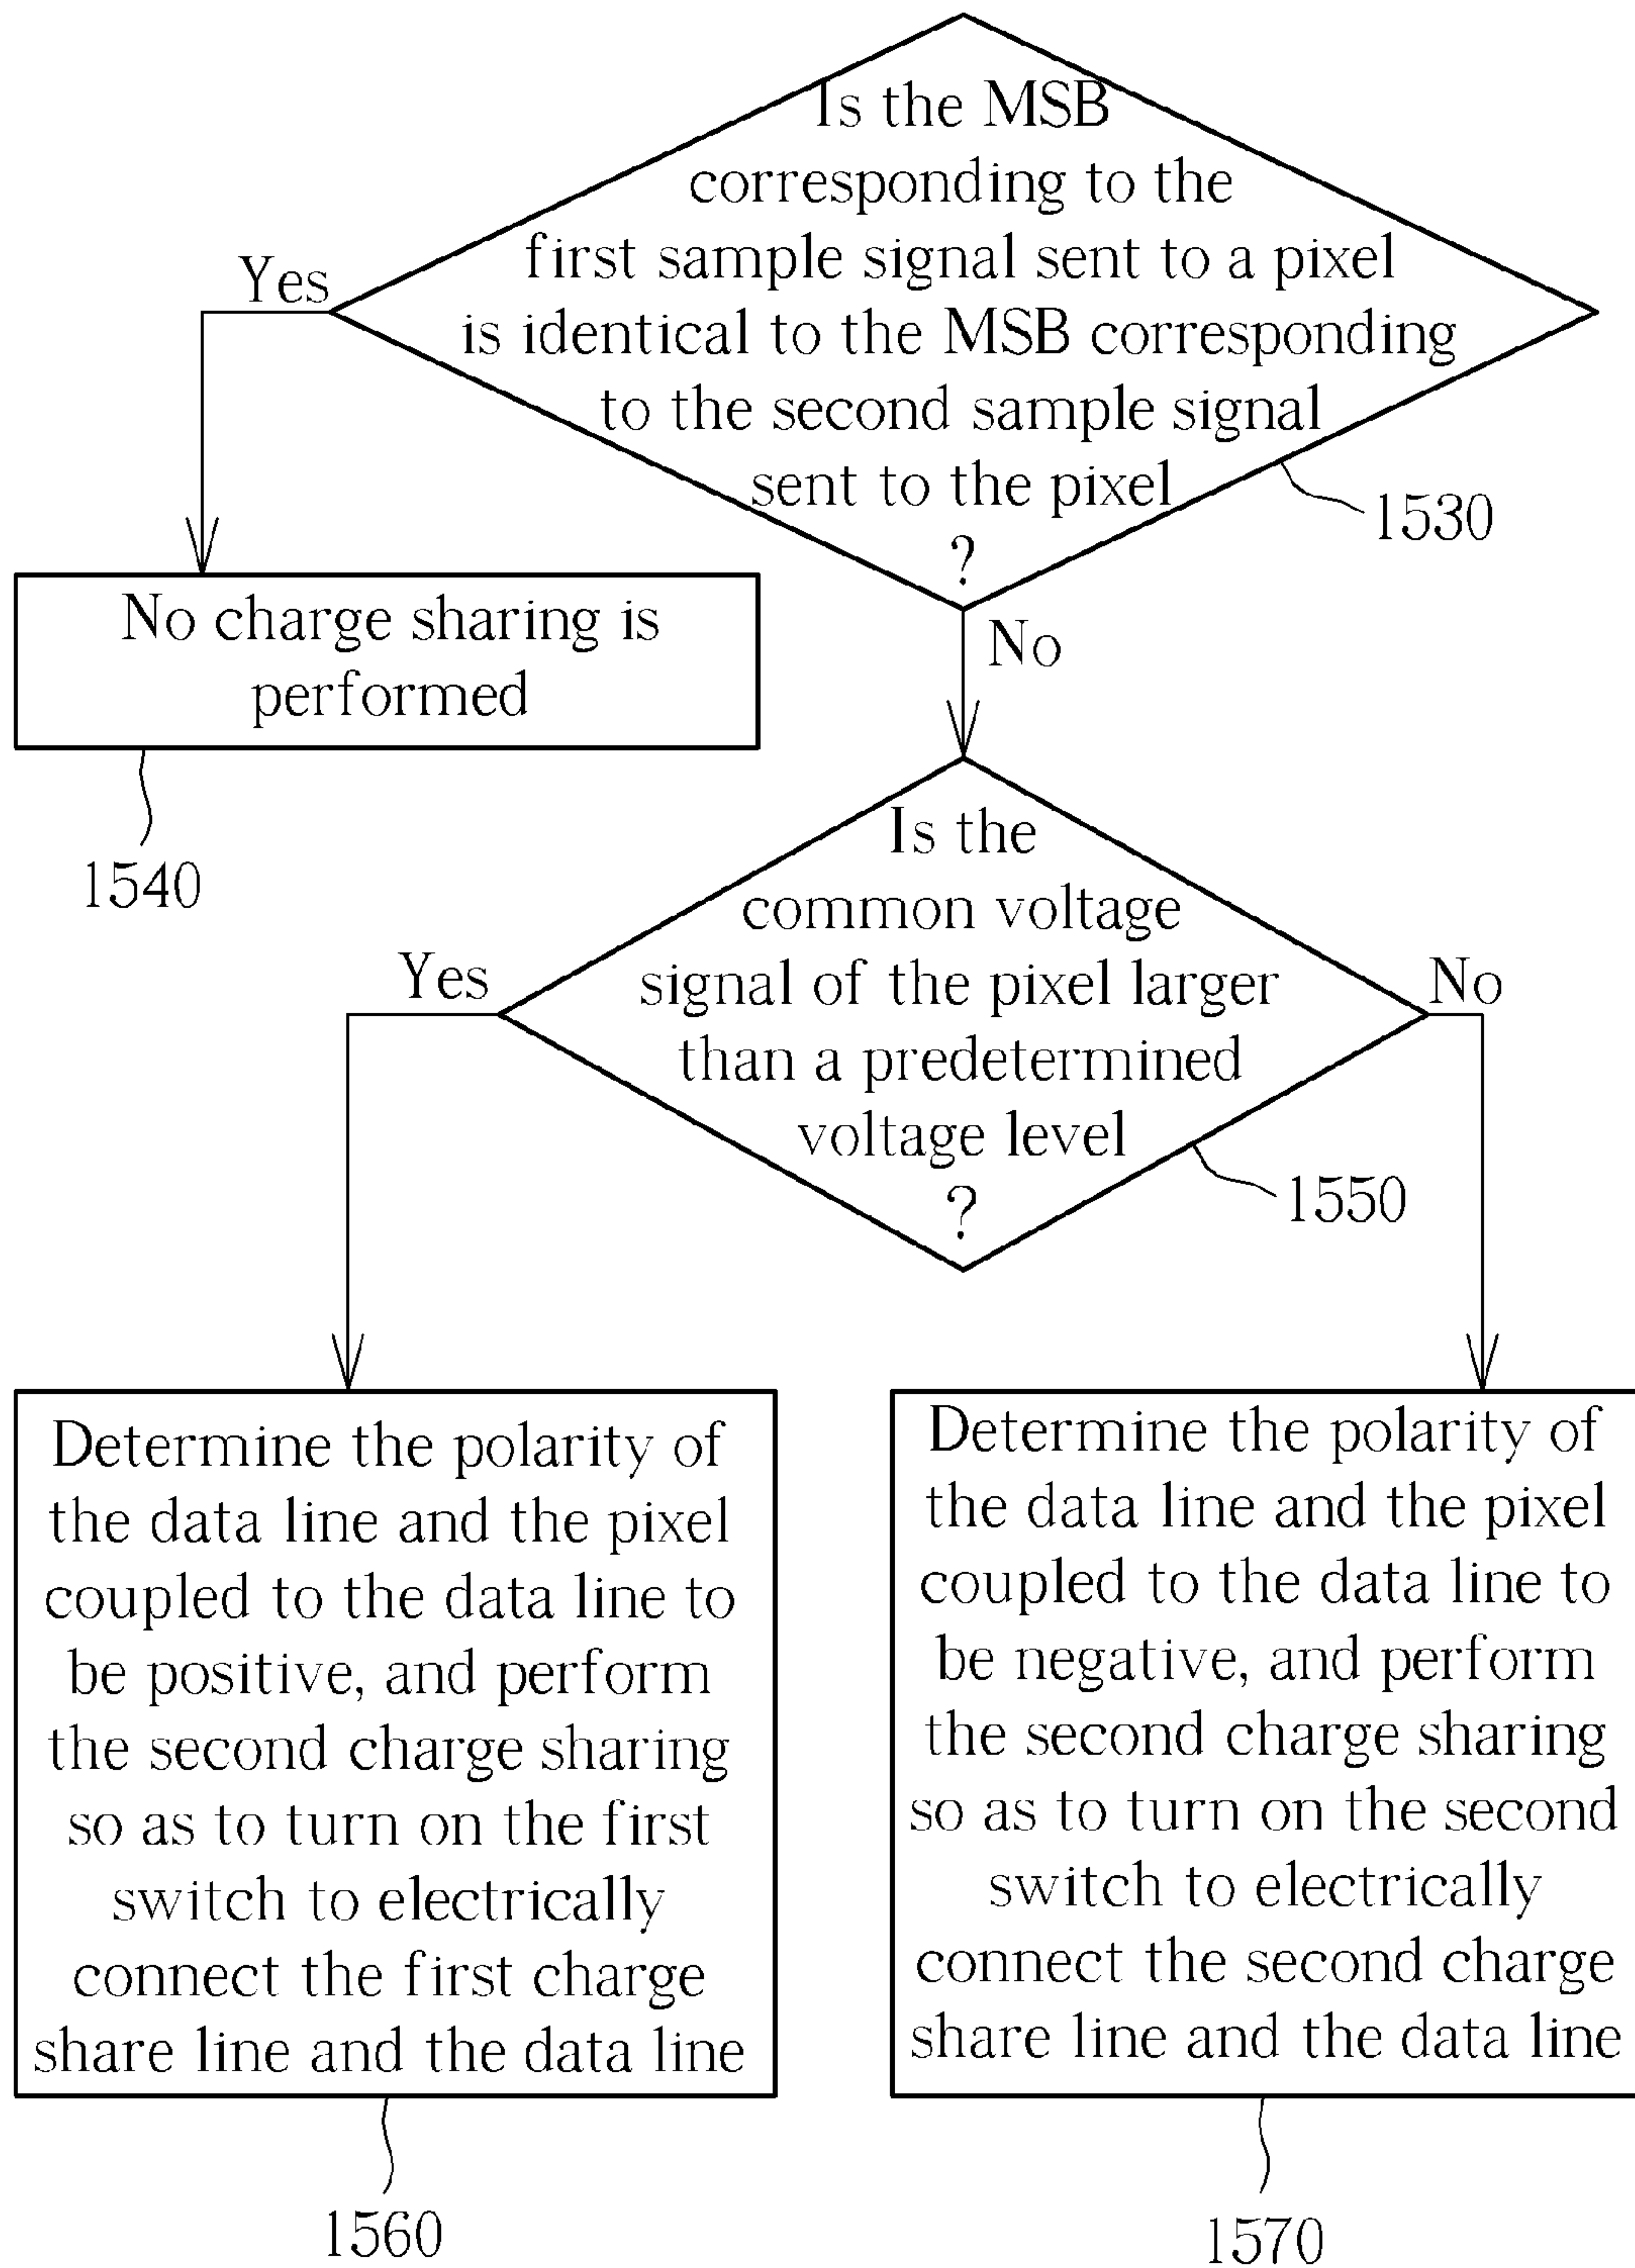 Is the MSB
corresponding to the
first sample signal sent to a pixel
is identical to the MSB corresponding
to the second sample signal
sent to the pixel
?
Yes
1530
No
No charge sharing is
performed
1540
Is the
common voltage
signal of the pixel larger
than a predetermined
voltage level
?
Yes
No
1550
Determine the polarity of
the data line and the pixel
coupled to the data line to
be positive, and perform
the second charge sharing
so as to turn on the first
switch to electrically
connect the first charge
share line and the data line
1560
Determine the polarity of
the data line and the pixel
coupled to the data line to
be negative, and perform
the second charge sharing
so as to turn on the second
switch to electrically
connect the second charge
share line and the data line
1570